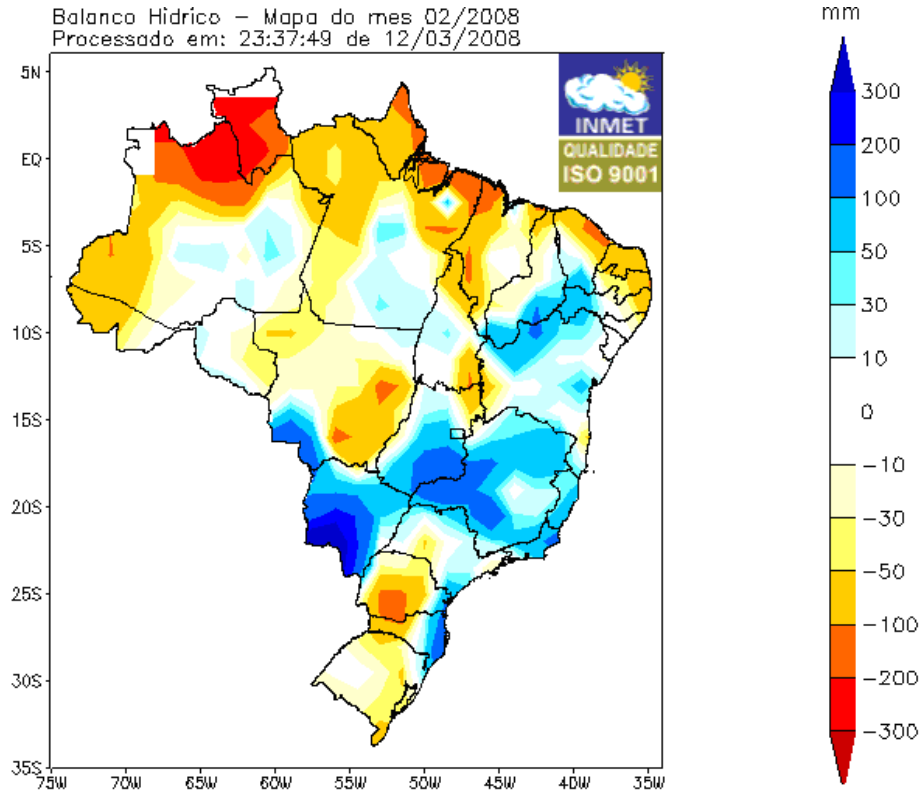 Balanco Hidrico – Mapa do mes 02/2008
Processado em: 23:37:49 de 12/03/2008
mm
INMET
QUALIDADE
ISO 9001
5N
EQ
5S
10S
15S
20S
25S
30S
35S
75W 70W 65W 60W 55W 50W 45W 40W 35W
300
200
100
50
30
10
0
−10
−30
−50
−100
−200
−300